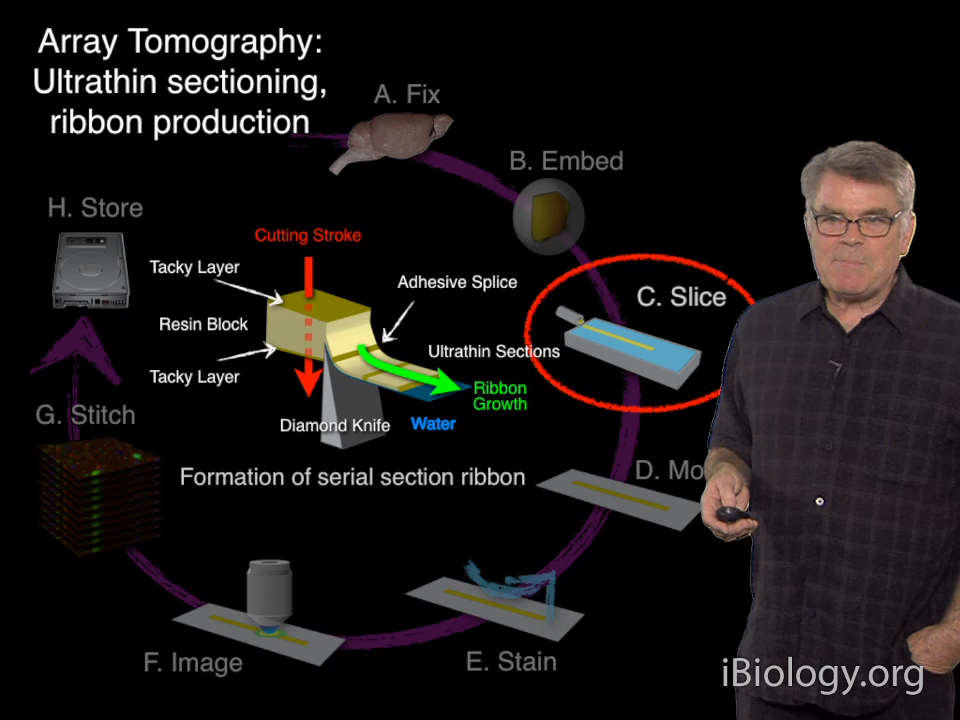 Array Tomography:
Ultrathin sectioning,
ribbon production
A. Fix
B. Embed
H. Store
Cutting Stroke
Tacky Layer
Adhesive Splice
C. Slice
Resin Block
Ultrathin Sections
Tacky Layer
Ribbon
Growth
G. Stitch
Diamond Knife
Water
Formation of serial section ribbon
D. Mo
F. Image
E. Stain
iBiology.org